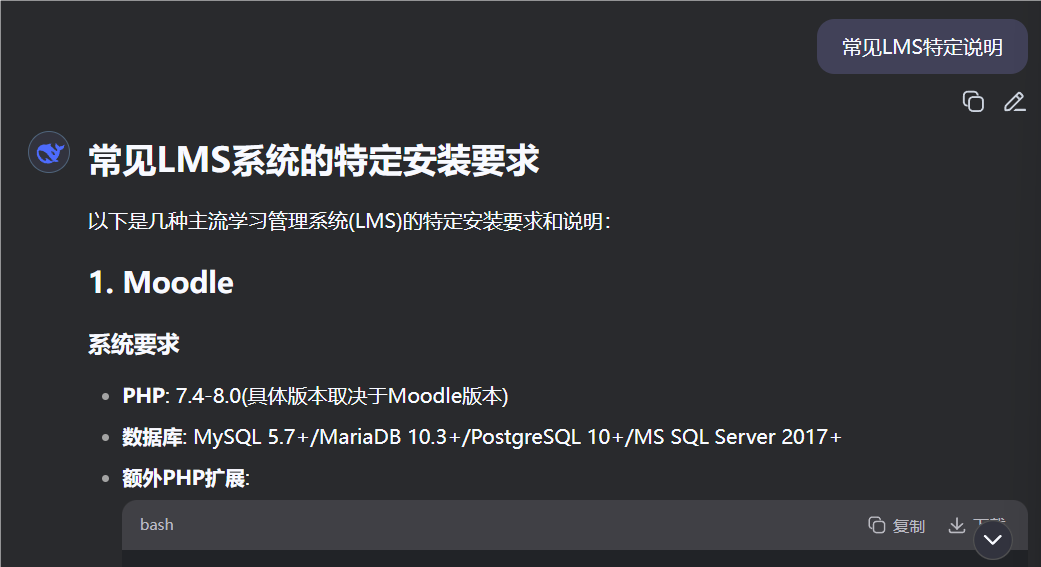 常见LMS特定说明
常见LMS系统的特定安装要求
以下是几种主流学习管理系统(LMS)的特定安装要求和说明：
1. Moodle
系统要求
• PHP: 7.4-8.0(具体版本取决于Moodle版本)
• 数据库: MySQL 5.7+/MariaDB 10.3+/PostgreSQL 10+/MS SQL Server 2017+
• 额外PHP扩展:
bash 复制